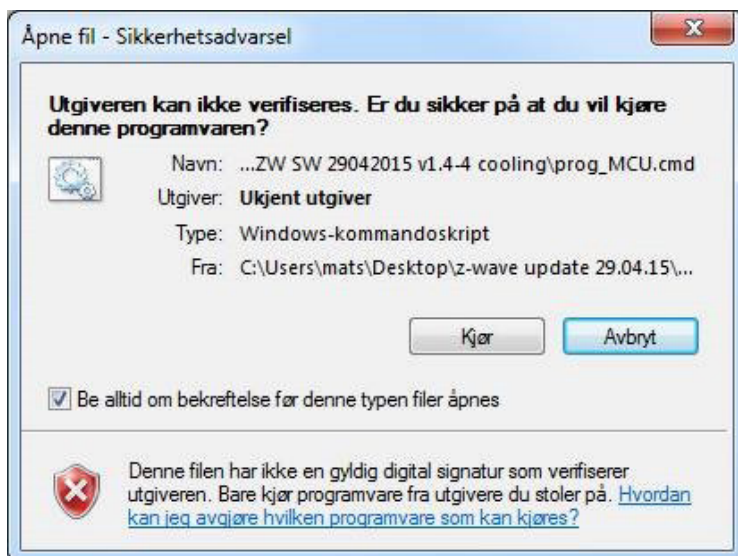 Åpne fil - Sikkerhetsadvarsel
Utgiveren kan ikke verifiseres. Er du sikker på at du vil kjøre
denne programvaren?
Navn: ...ZW SW 29042015 v1.4-4 cooling\prog_MCU.cmd
Utgiver: Ukjent utgiver
Type: Windows-kommandoskript
Fra: C:\Users\mats\Desktop\z-wave update 29.04.15\...
Kjør Avbryt
Be alltid om bekreftelse før denne typen filer åpnes
Denne filen har ikke en gyldig digital signatur som verifiserer
utgiveren. Bare kjør programvare fra utgivere du stoler på. Hvordan
kan jeg avgjøre hvilken programvare som kan kjøres?